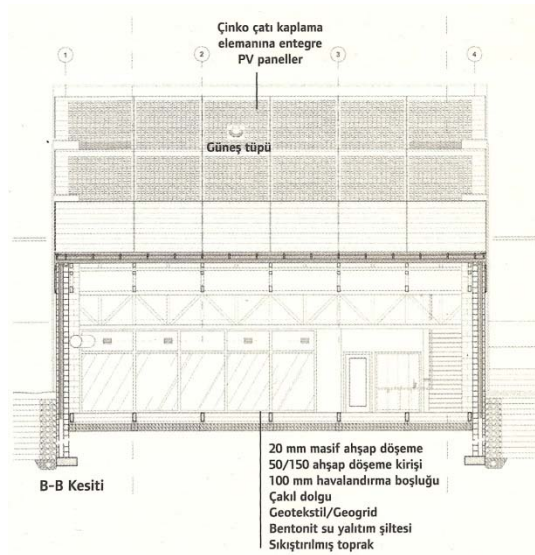 Çinko çatı kaplama
elemanına entegre
PV paneller
1
2
3
4
Güneş tüpü
20 mm masif ahşap döşeme
50/150 ahşap döşeme kirişi
100 mm havalandırma boşluğu
Çakıl dolgu
Geotekstil/Geogrid
Bentonit su yalıtım şiltesi
Sıkıştırılmış toprak
B-B Kesiti